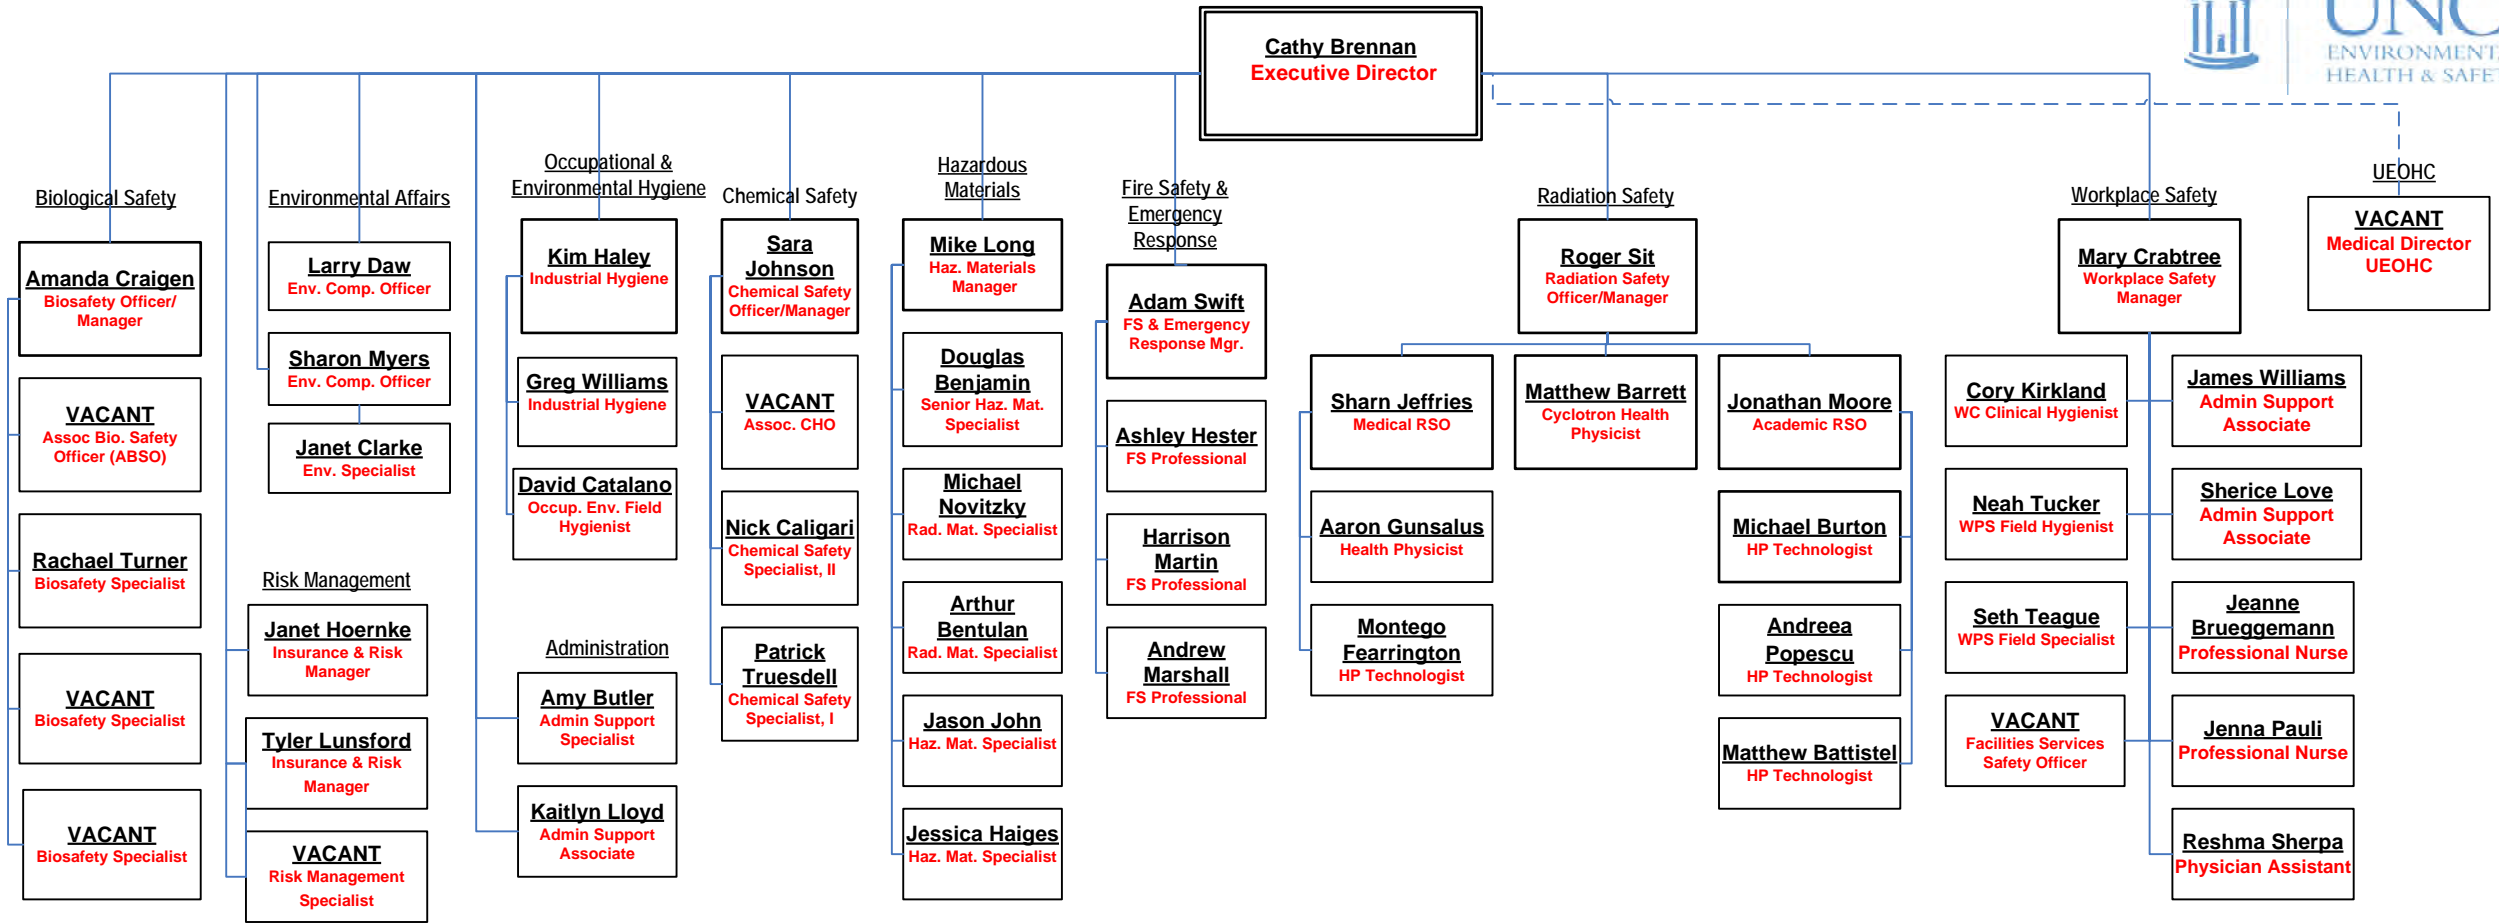 Cathy Brennan
Executive Director
UNC
ENVIRONMENT
HEALTH & SAFE
Biological Safety
Amanda Craigen
Biosafety Officer/
Manager
VACANT
Assoc Bio. Safety
Officer (ABSO)
Rachael Turner
Biosafety Specialist
VACANT
Biosafety Specialist
VACANT
Biosafety Specialist
Environmental Affairs
Larry Daw
Env. Comp. Officer
Sharon Myers
Env. Comp. Officer
Janet Clarke
Env. Specialist
Risk Management
Janet Hoernke
Insurance & Risk
Manager
Tyler Lunsford
Insurance & Risk
Manager
VACANT
Risk Management
Specialist
Occupational &
Environmental Hygiene
Kim Haley
Industrial Hygiene
Greg Williams
Industrial Hygiene
David Catalano
Occup. Env. Field
Hygienist
Administration
Amy Butler
Admin Support
Specialist
Kaitlyn Lloyd
Admin Support
Associate
Chemical Safety
Sara
Johnson
Chemical Safety
Officer/Manager
VACANT
Assoc. CHO
Nick Caligari
Chemical Safety
Specialist, II
Patrick
Truesdell
Chemical Safety
Specialist, I
Hazardous
Materials
Mike Long
Haz. Materials
Manager
Douglas
Benjamin
Senior Haz. Mat.
Specialist
Michael
Novitzky
Rad. Mat. Specialist
Arthur
Bentulan
Rad. Mat. Specialist
Jason John
Haz. Mat. Specialist
Jessica Haiges
Haz. Mat. Specialist
Fire Safety &
Emergency
Response
Adam Swift
FS & Emergency
Response Mgr.
Ashley Hester
FS Professional
Harrison
Martin
FS Professional
Andrew
Marshall
FS Professional
Radiation Safety
Roger Sit
Radiation Safety
Officer/Manager
Sharn Jeffries
Medical RSO
Aaron Gunsalus
Health Physicist
Montego
Fearrington
HP Technologist
Matthew Barrett
Cyclotron Health
Physicist
Jonathan Moore
Academic RSO
Michael Burton
HP Technologist
Andreea
Popescu
HP Technologist
Matthew Battistel
HP Technologist
Workplace Safety
Mary Crabtree
Workplace Safety
Manager
Cory Kirkland
WC Clinical Hygienist
Neah Tucker
WPS Field Hygienist
Seth Teague
WPS Field Specialist
VACANT
Facilities Services
Safety Officer
James Williams
Admin Support
Associate
Sherice Love
Admin Support
Associate
Jeanne
Brueggemann
Professional Nurse
Jenna Pauli
Professional Nurse
Reshma Sherpa
Physician Assistant
UEOHC
VACANT
Medical Director
UEOHC